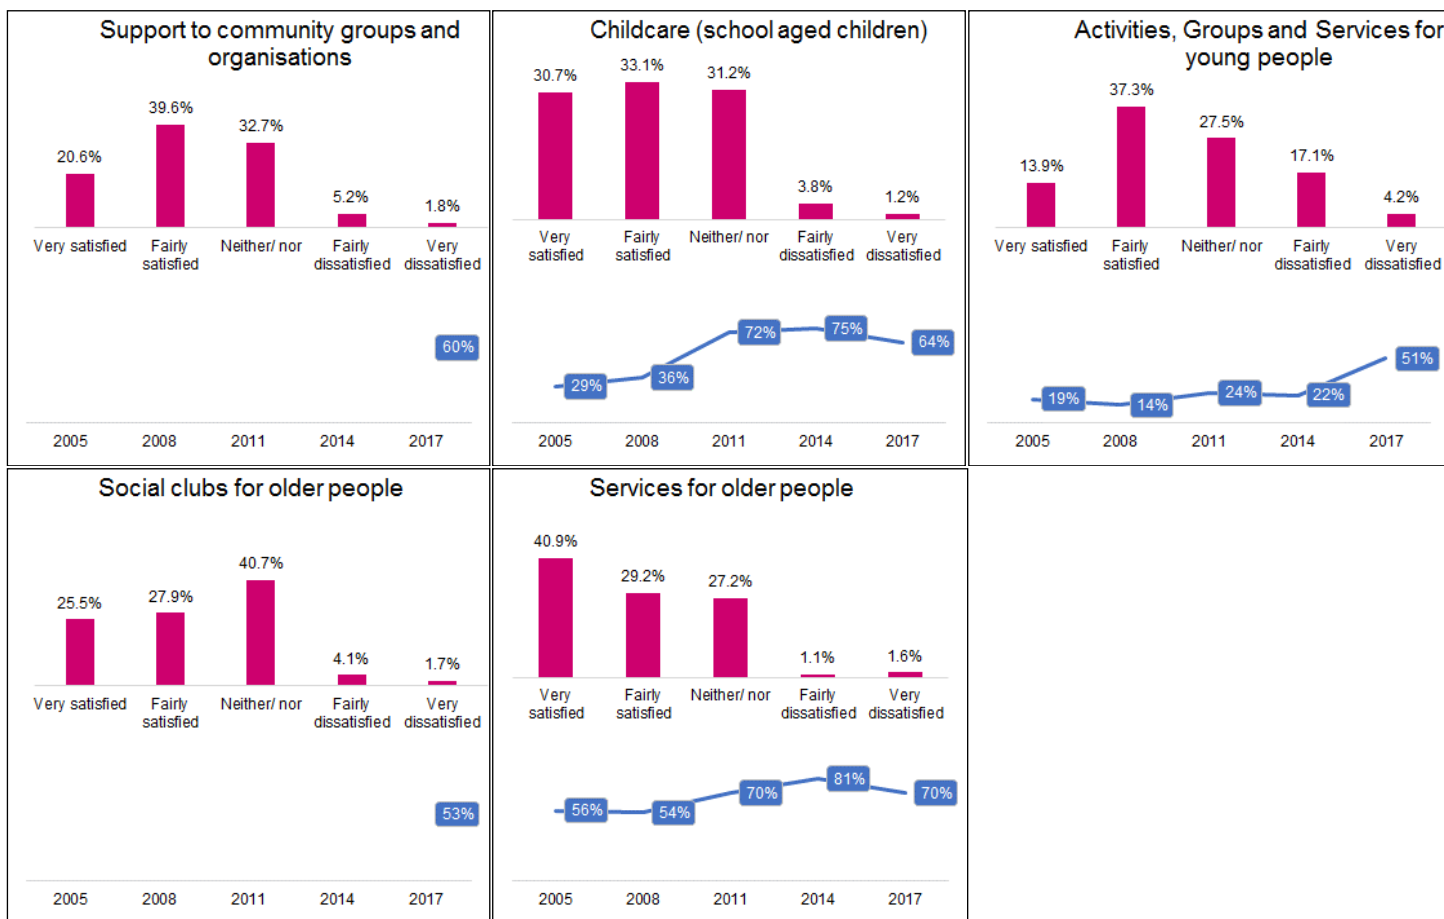 Support to community groups and
organisations
39.6%
32.7%
20.6%
5.2%
1.8%
Very satisfied
Fairly
satisfied
Neither/ nor
Fairly
dissatisfied
Very
dissatisfied
60%
2005
2008
2011
2014
2017
Childcare (school aged children)
30.7%
33.1%
31.2%
3.8%
1.2%
Very
satisfied
Fairly
satisfied
Neither/ nor
Fairly
dissatisfied
Very
dissatisfied
29%
36%
72%
75%
64%
2005
2008
2011
2014
2017
Activities, Groups and Services for
young people
13.9%
37.3%
27.5%
17.1%
4.2%
Very satisfied
Fairly
satisfied
Neither/ nor
Fairly
dissatisfied
Very
dissatisfied
19%
14%
24%
22%
51%
2005
2008
2011
2014
2017
Social clubs for older people
25.5%
27.9%
40.7%
4.1%
1.7%
Very satisfied
Fairly
satisfied
Neither/ nor
Fairly
dissatisfied
Very
dissatisfied
53%
2005
2008
2011
2014
2017
Services for older people
40.9%
29.2%
27.2%
1.1%
1.6%
Very
satisfied
Fairly
satisfied
Neither/ nor
Fairly
dissatisfied
Very
dissatisfied
56%
54%
70%
81%
70%
2005
2008
2011
2014
2017